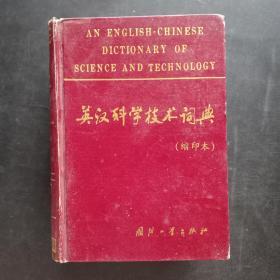 AN ENGLISH-CHINESE
DICTIONARY OF
SCIENCE AND TECHNOLOGY
英汉科学技术词典
(缩印本)
国防工业出版社